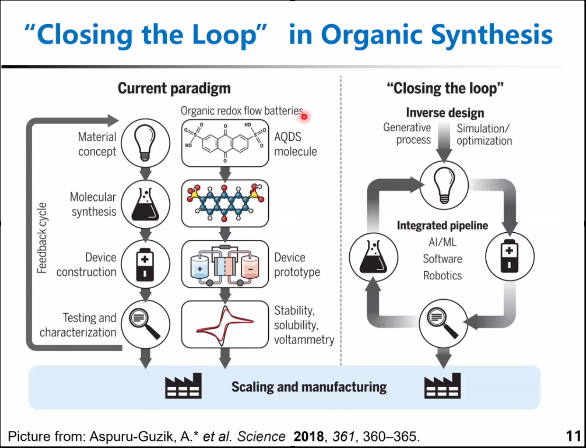 “Closing the Loop” in Organic Synthesis
Current paradigm
Organic redox flow batteries
Material
concept
AQDS
molecule
Molecular
synthesis
Device
construction
Device
prototype
Testing and
characterization
Stability,
solubility,
voltammetry
Feedback cycle
“Closing the loop”
Inverse design
Generative
process
Simulation/
optimization
Integrated pipeline
AI/ML
Software
Robotics
Scaling and manufacturing
Picture from: Aspuru-Guzik, A.* et al. Science 2018, 361, 360–365.
11